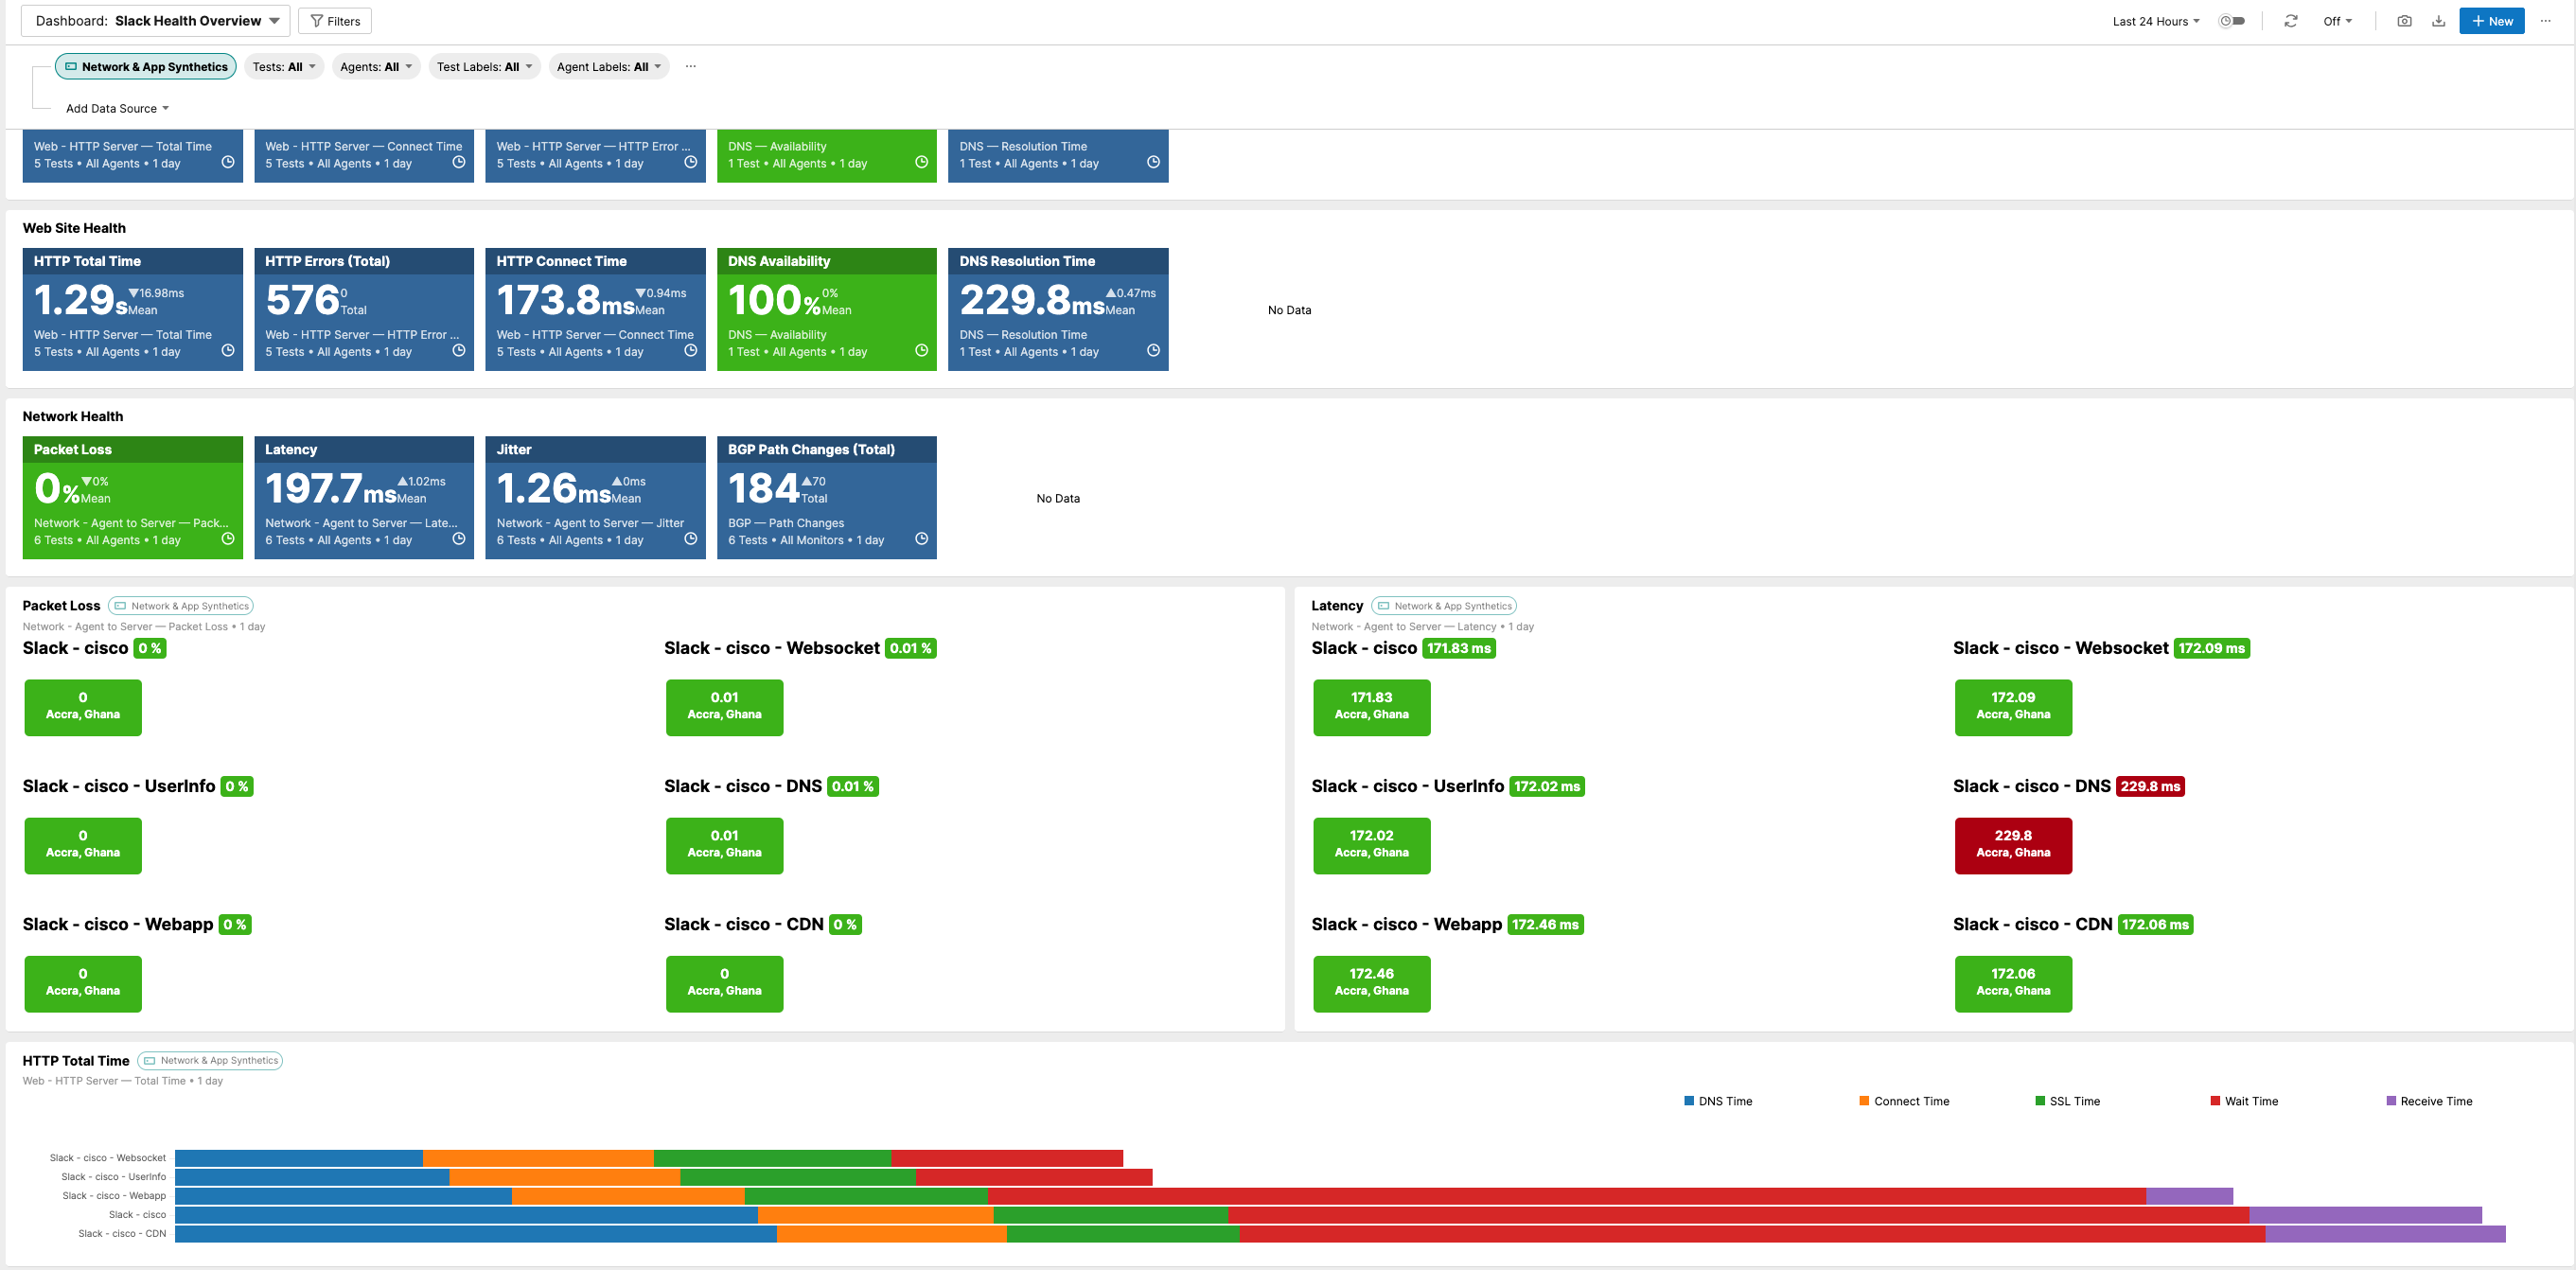 Dashboard: Slack Health Overview
Filters
Last 24 Hours
Off
+ New
...
Network & App Synthetics
Tests: All
Agents: All
Test Labels: All
Agent Labels: All
...
Add Data Source
Web - HTTP Server — Total Time
5 Tests • All Agents • 1 day
Web - HTTP Server — Connect Time
5 Tests • All Agents • 1 day
Web - HTTP Server — HTTP Error ...
5 Tests • All Agents • 1 day
DNS — Availability
1 Test • All Agents • 1 day
DNS — Resolution Time
1 Test • All Agents • 1 day
Web Site Health
HTTP Total Time
1.29s ▼16.98ms
Mean
Web - HTTP Server — Total Time
5 Tests • All Agents • 1 day
HTTP Errors (Total)
576 0
Total
Web - HTTP Server — HTTP Error ...
5 Tests • All Agents • 1 day
HTTP Connect Time
173.8ms ▼0.94ms
Mean
Web - HTTP Server — Connect Time
5 Tests • All Agents • 1 day
DNS Availability
100% 0%
Mean
DNS — Availability
1 Test • All Agents • 1 day
DNS Resolution Time
229.8ms ▲0.47ms
Mean
DNS — Resolution Time
1 Test • All Agents • 1 day
No Data
Network Health
Packet Loss
0% ▼0%
Mean
Network - Agent to Server — Pack...
6 Tests • All Agents • 1 day
Latency
197.7ms ▲1.02ms
Mean
Network - Agent to Server — Late...
6 Tests • All Agents • 1 day
Jitter
1.26ms ▲0ms
Mean
Network - Agent to Server — Jitter
6 Tests • All Agents • 1 day
BGP Path Changes (Total)
184 ▲70
Total
BGP — Path Changes
6 Tests • All Monitors • 1 day
No Data
Packet Loss
Network & App Synthetics
Network - Agent to Server — Packet Loss • 1 day
Slack - cisco 0 %
0
Accra, Ghana
Slack - cisco - Websocket 0.01 %
0.01
Accra, Ghana
Slack - cisco - UserInfo 0 %
0
Accra, Ghana
Slack - cisco - DNS 0.01 %
0.01
Accra, Ghana
Slack - cisco - Webapp 0 %
0
Accra, Ghana
Slack - cisco - CDN 0 %
0
Accra, Ghana
Latency
Network & App Synthetics
Network - Agent to Server — Latency • 1 day
Slack - cisco 171.83 ms
171.83
Accra, Ghana
Slack - cisco - Websocket 172.09 ms
172.09
Accra, Ghana
Slack - cisco - UserInfo 172.02 ms
172.02
Accra, Ghana
Slack - cisco - DNS 229.8 ms
229.8
Accra, Ghana
Slack - cisco - Webapp 172.46 ms
172.46
Accra, Ghana
Slack - cisco - CDN 172.06 ms
172.06
Accra, Ghana
HTTP Total Time
Network & App Synthetics
Web - HTTP Server — Total Time • 1 day
DNS Time
Connect Time
SSL Time
Wait Time
Receive Time
Slack - cisco - Websocket
Slack - cisco - UserInfo
Slack - cisco - Webapp
Slack - cisco
Slack - cisco - CDN